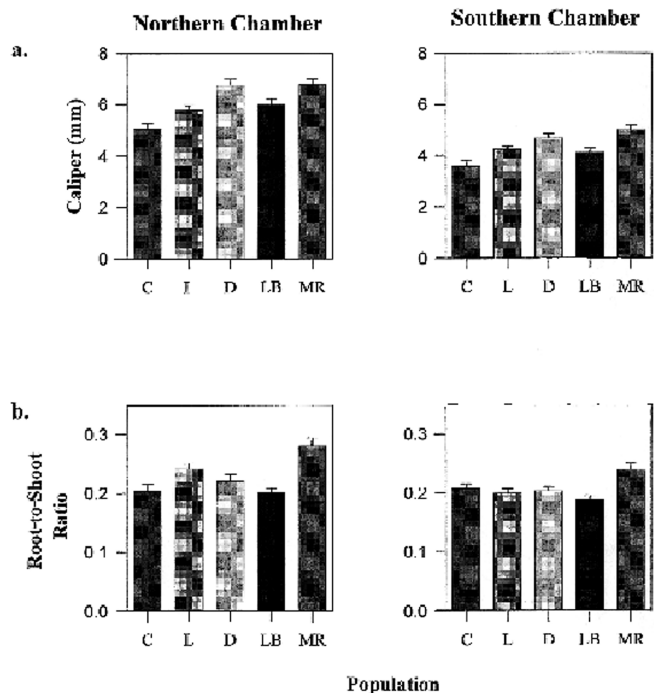 Northern Chamber
Southern Chamber
a.
Caliper (mm)
8
6
4
2
0
C L D LB MR
8
6
4
2
0
C L D LB MR
b.
Root-to-Shoot
Ratio
0.3
0.2
0.1
0.0
C L D LB MR
0.3
0.2
0.1
0.0
C L D LB MR
Population